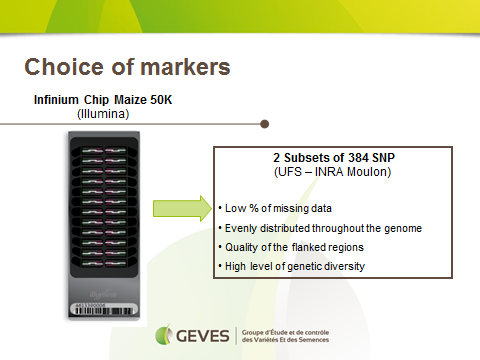 Choice of markers
Infinium Chip Maize 50K
(Illumina)
2 Subsets of 384 SNP
(UFS – INRA Moulon)
• Low % of missing data
• Evenly distributed throughout the genome
• Quality of the flanked regions
• High level of genetic diversity
GEVES
Groupe d'Étude et de contrôle
des Variétés Et des Semences